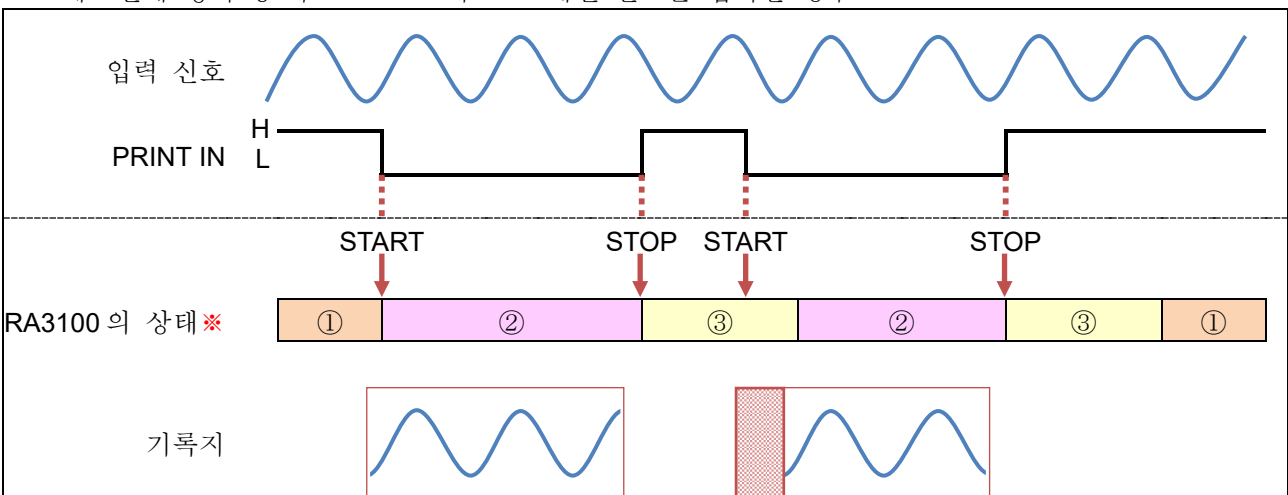 입력 신호
H
PRINT IN L
START STOP START STOP
RA3100 의 상태※ ① ② ③ ② ③ ①
기록지